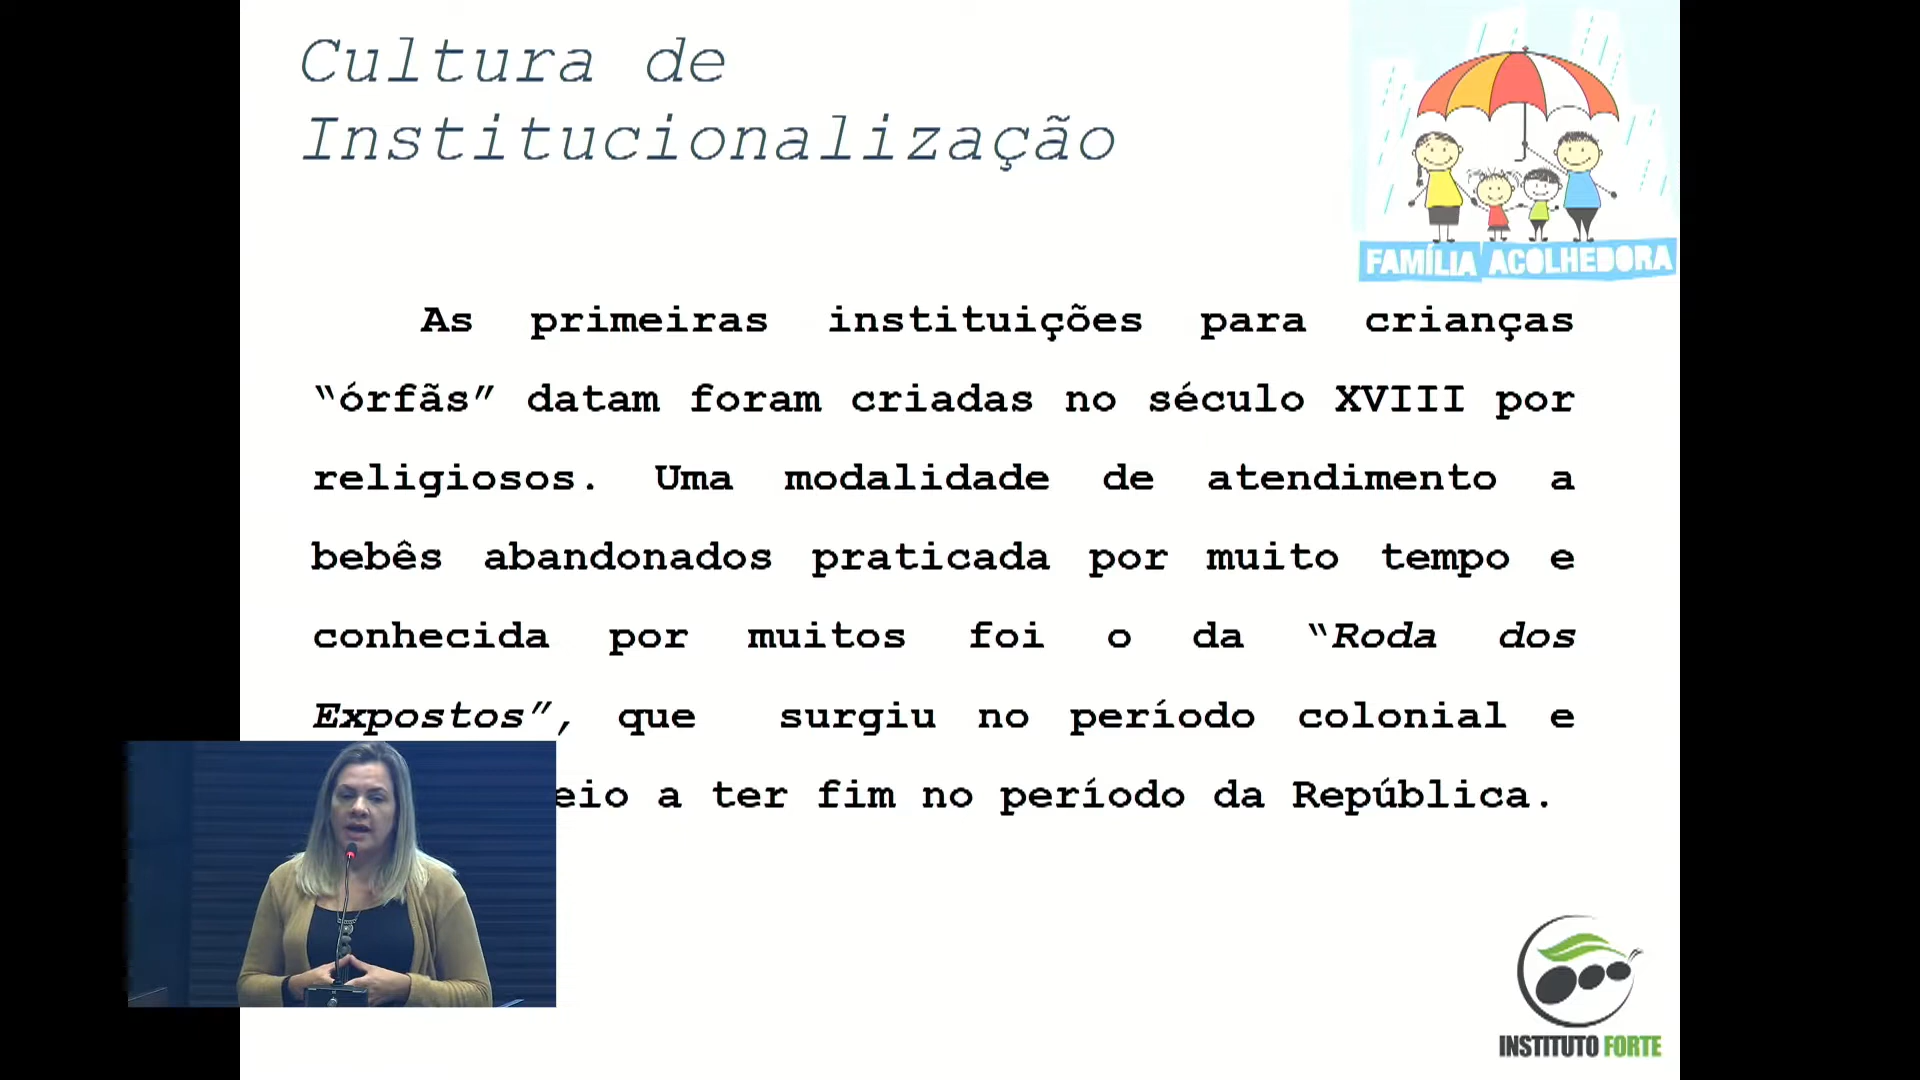 Cultura de
Institucionalização
FAMÍLIA ACOLHEDORA
As primeiras instituições para crianças
“órfãs” datam foram criadas no século XVIII por
religiosos. Uma modalidade de atendimento a
bebês abandonados praticada por muito tempo e
conhecida por muitos foi o da “Roda dos
Expostos”, que surgiu no período colonial e
a ter fim no período da República.
INSTITUTO FORTE